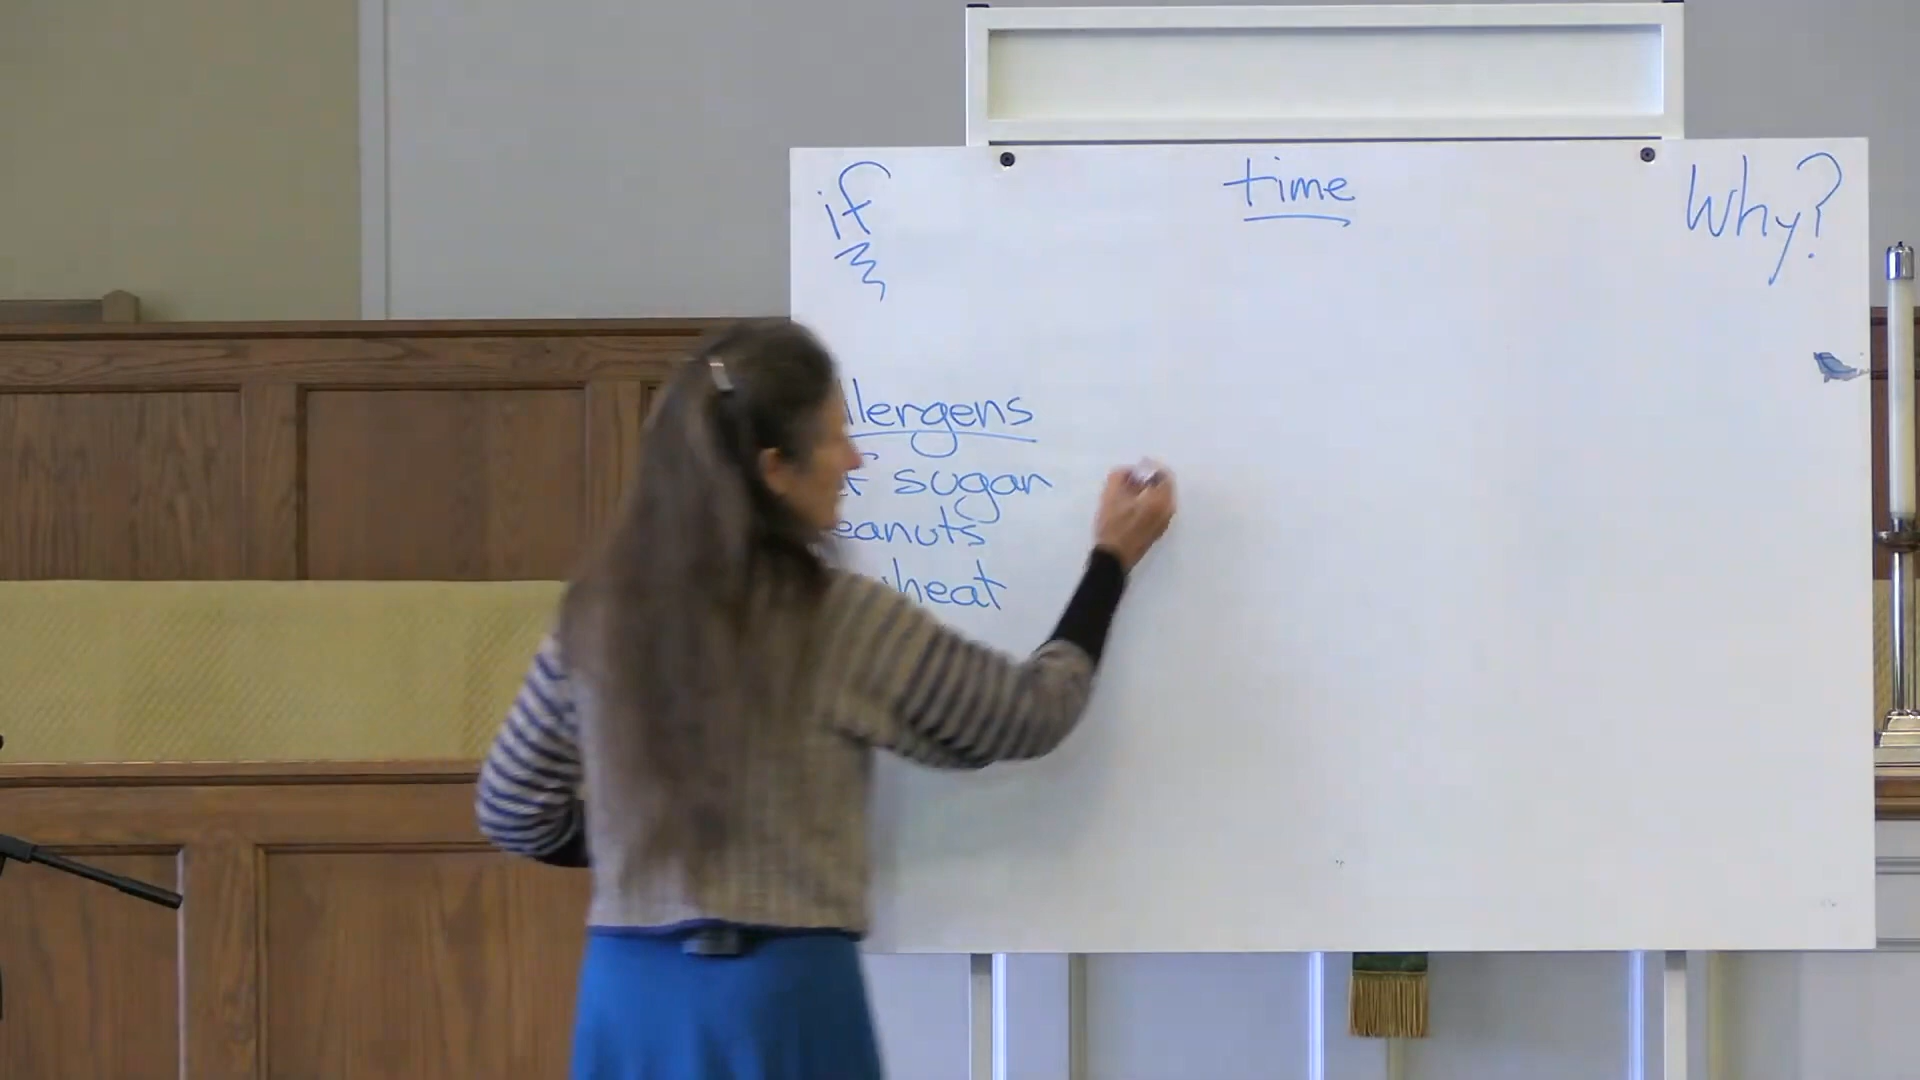 if
time
Why?
llergens
sugar
eanuts
heat